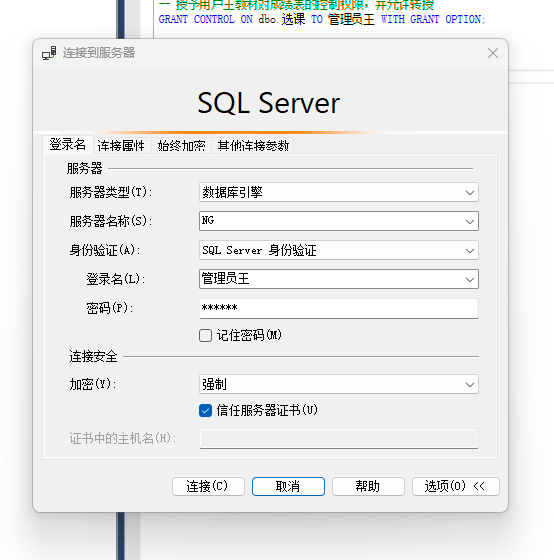 -- 授予用户王教材对成绩表的控制权限，并允许转授
GRANT CONTROL ON dbo.选课 TO 管理员王 WITH GRANT OPTION;
连接到服务器
SQL Server
登录名 连接属性 始终加密 其他连接参数
服务器
服务器类型(T): 数据库引擎
服务器名称(S): NG
身份验证(A): SQL Server 身份验证
登录名(L): 管理员王
密码(P): ******
记住密码(M)
连接安全
加密(Y): 强制
信任服务器证书(U)
证书中的主机名(H):
连接(C) 取消 帮助 选项(O) <<